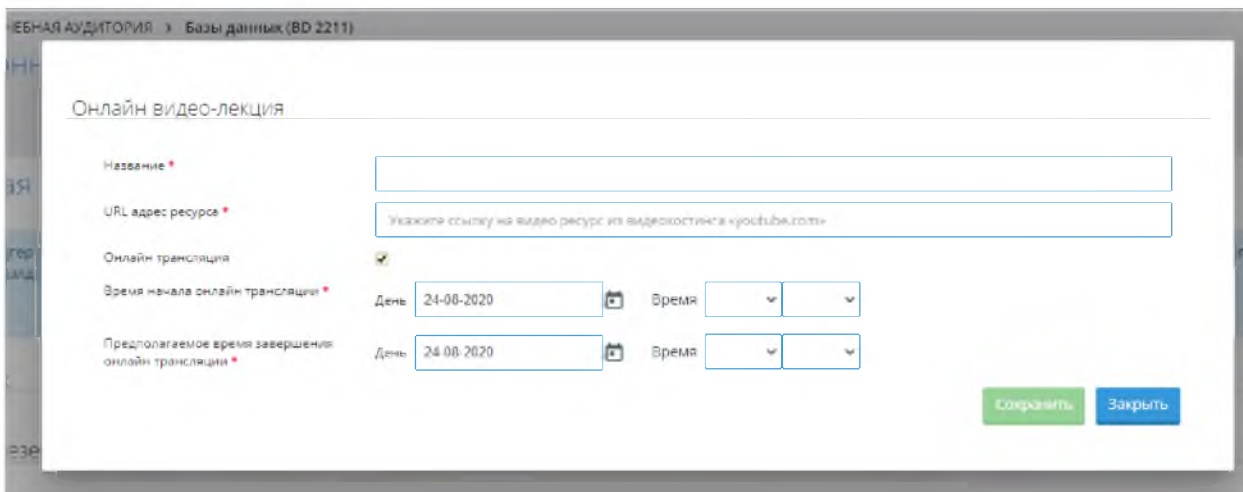 ЧЕБНАЯ АУДИТОРИЯ > Базы данных (BD 2211)
Онлайн видео-лекция
Название *
URL адрес ресурса *
Укажите ссылку на видео ресурс из видеохостинга «youtube.com»
Онлайн трансляция
Время начала онлайн трансляции *
День 24-08-2020 Время
Предполагаемое время завершения
онлайн трансляции *
День 24-08-2020 Время
Сохранить Закрыть